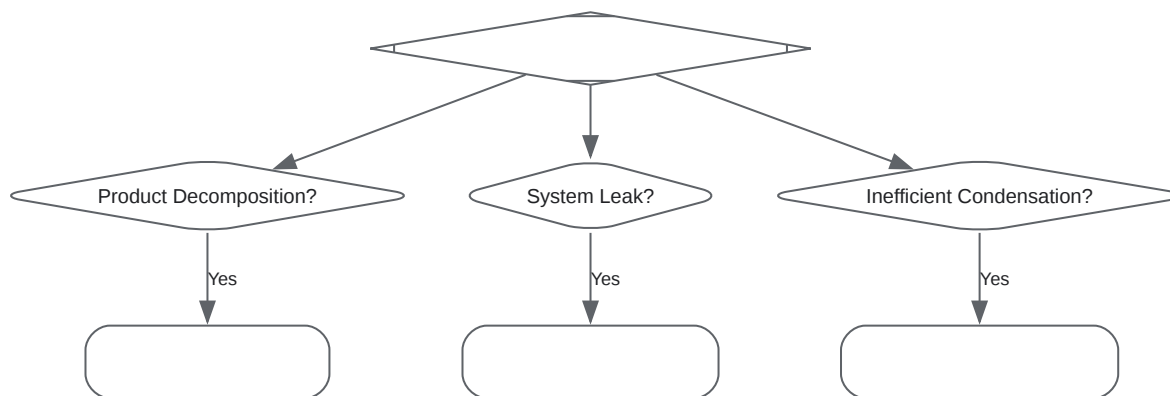 Product Decomposition?
System Leak?
Inefficient Condensation?
Yes
Yes
Yes